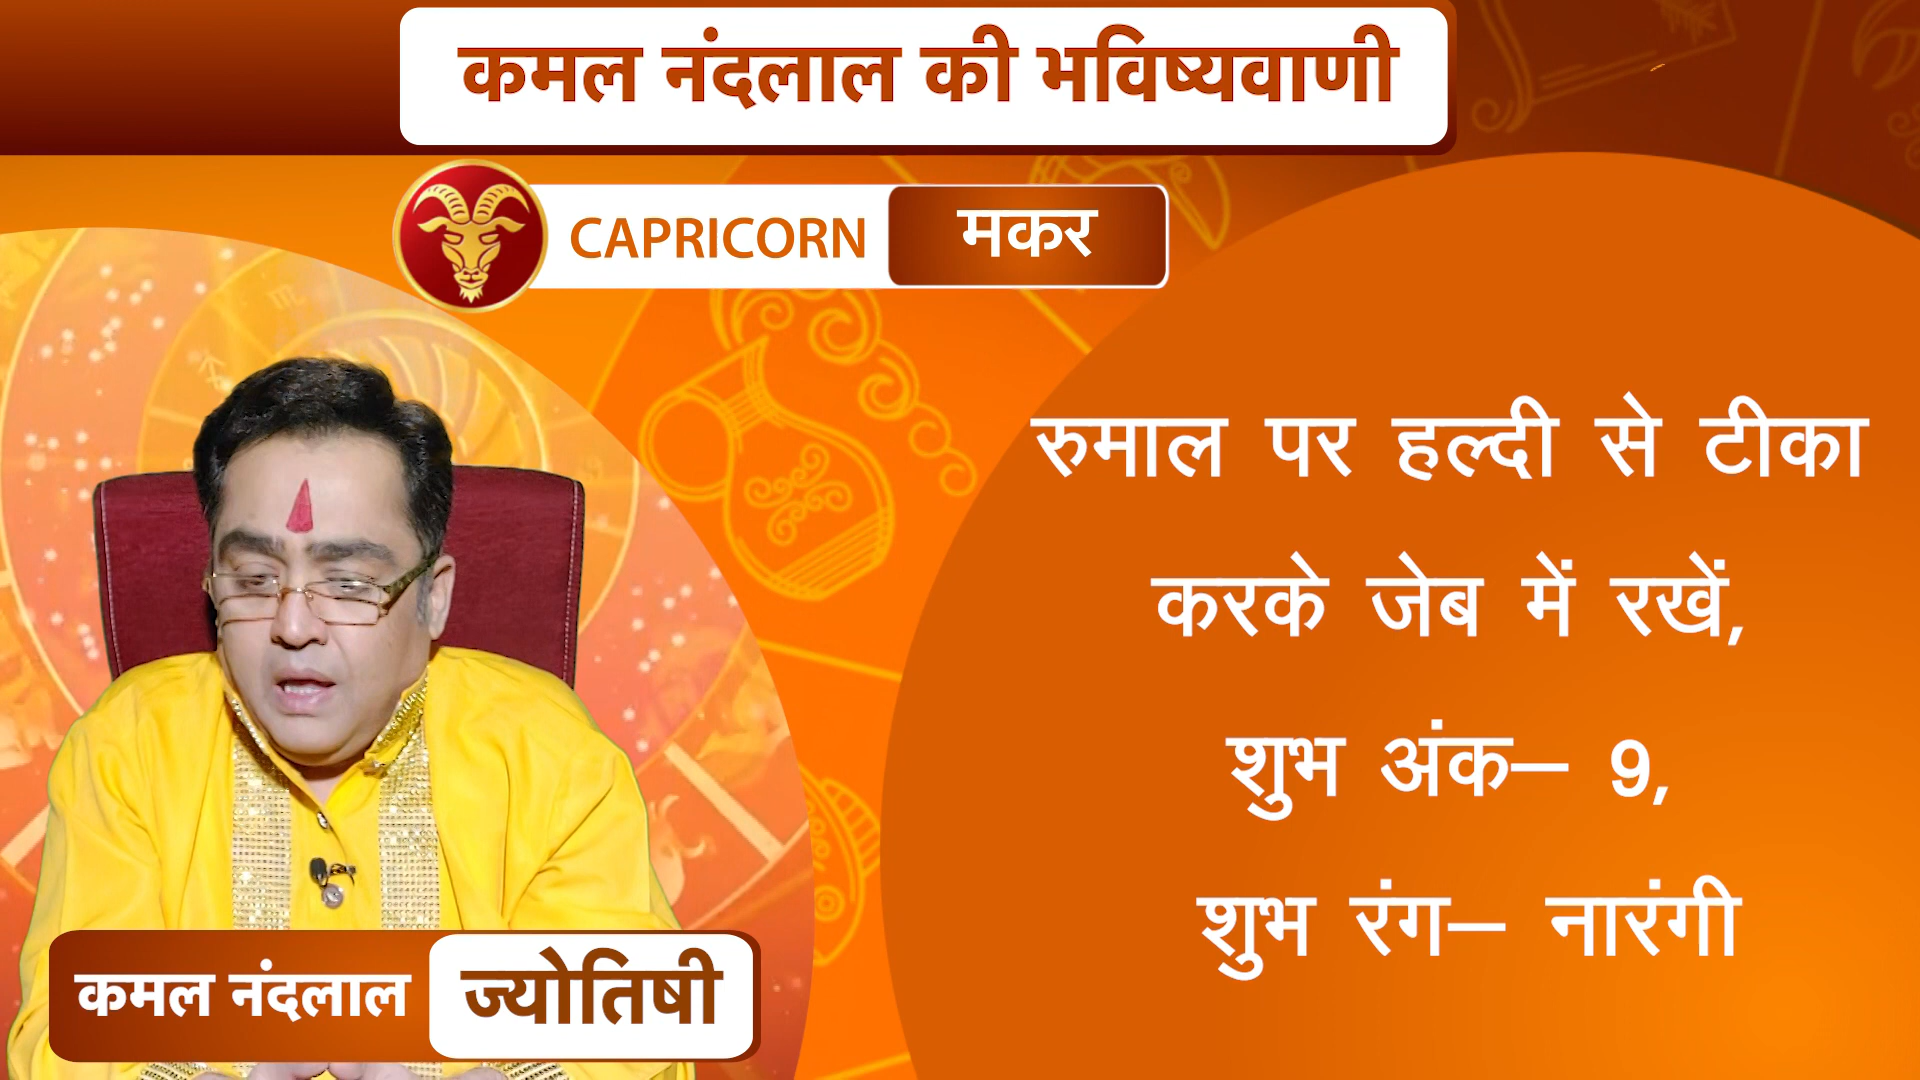 कमल नंदलाल की भविष्यवाणी
CAPRICORN मकर
रुमाल पर हल्दी से टीका
करके जेब में रखें,
शुभ अंक– 9,
शुभ रंग– नारंगी
कमल नंदलाल ज्योतिषी